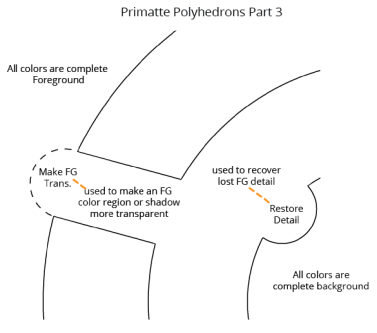 Primatte Polyhedrons Part 3
All colors are complete
Foreground
Make FG
Trans.
used to make an FG
color region or shadow
more transparent
used to recover
lost FG detail
Restore
Detail
All colors are
complete background